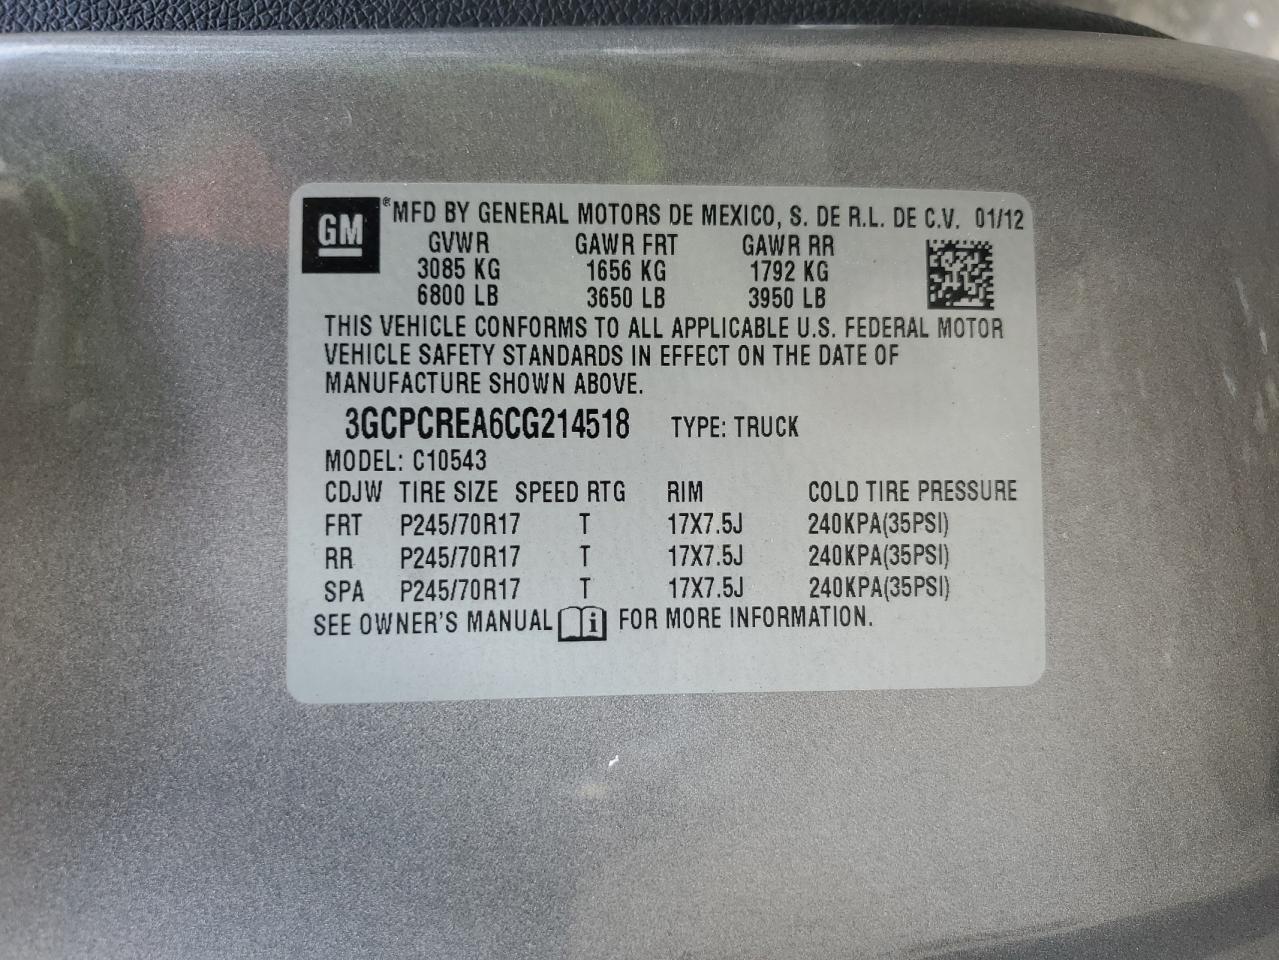 GM ® MFD BY GENERAL MOTORS DE MEXICO, S. DE R.L. DE C.V. 01/12
GVWR GAWR FRT GAWR RR
3085 KG 1656 KG 1792 KG
6800 LB 3650 LB 3950 LB
THIS VEHICLE CONFORMS TO ALL APPLICABLE U.S. FEDERAL MOTOR
VEHICLE SAFETY STANDARDS IN EFFECT ON THE DATE OF
MANUFACTURE SHOWN ABOVE.
3GCPCREA6CG214518 TYPE: TRUCK
MODEL: C10543
CDJW TIRE SIZE SPEED RTG RIM COLD TIRE PRESSURE
FRT P245/70R17 T 17X7.5J 240KPA(35PSI)
RR P245/70R17 T 17X7.5J 240KPA(35PSI)
SPA P245/70R17 T 17X7.5J 240KPA(35PSI)
SEE OWNER'S MANUAL i FOR MORE INFORMATION.